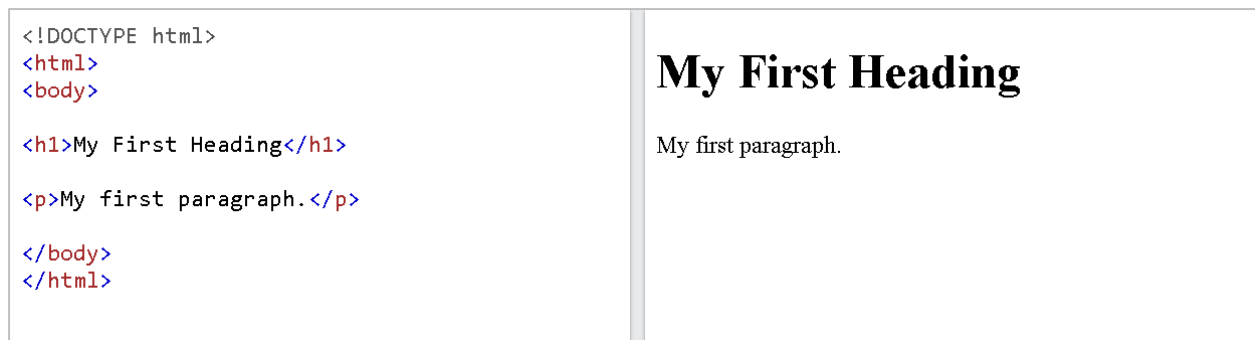 <!DOCTYPE html>
<html>
<body>
<h1>My First Heading</h1>
<p>My first paragraph.</p>
</body>
</html>
My First Heading
My first paragraph.